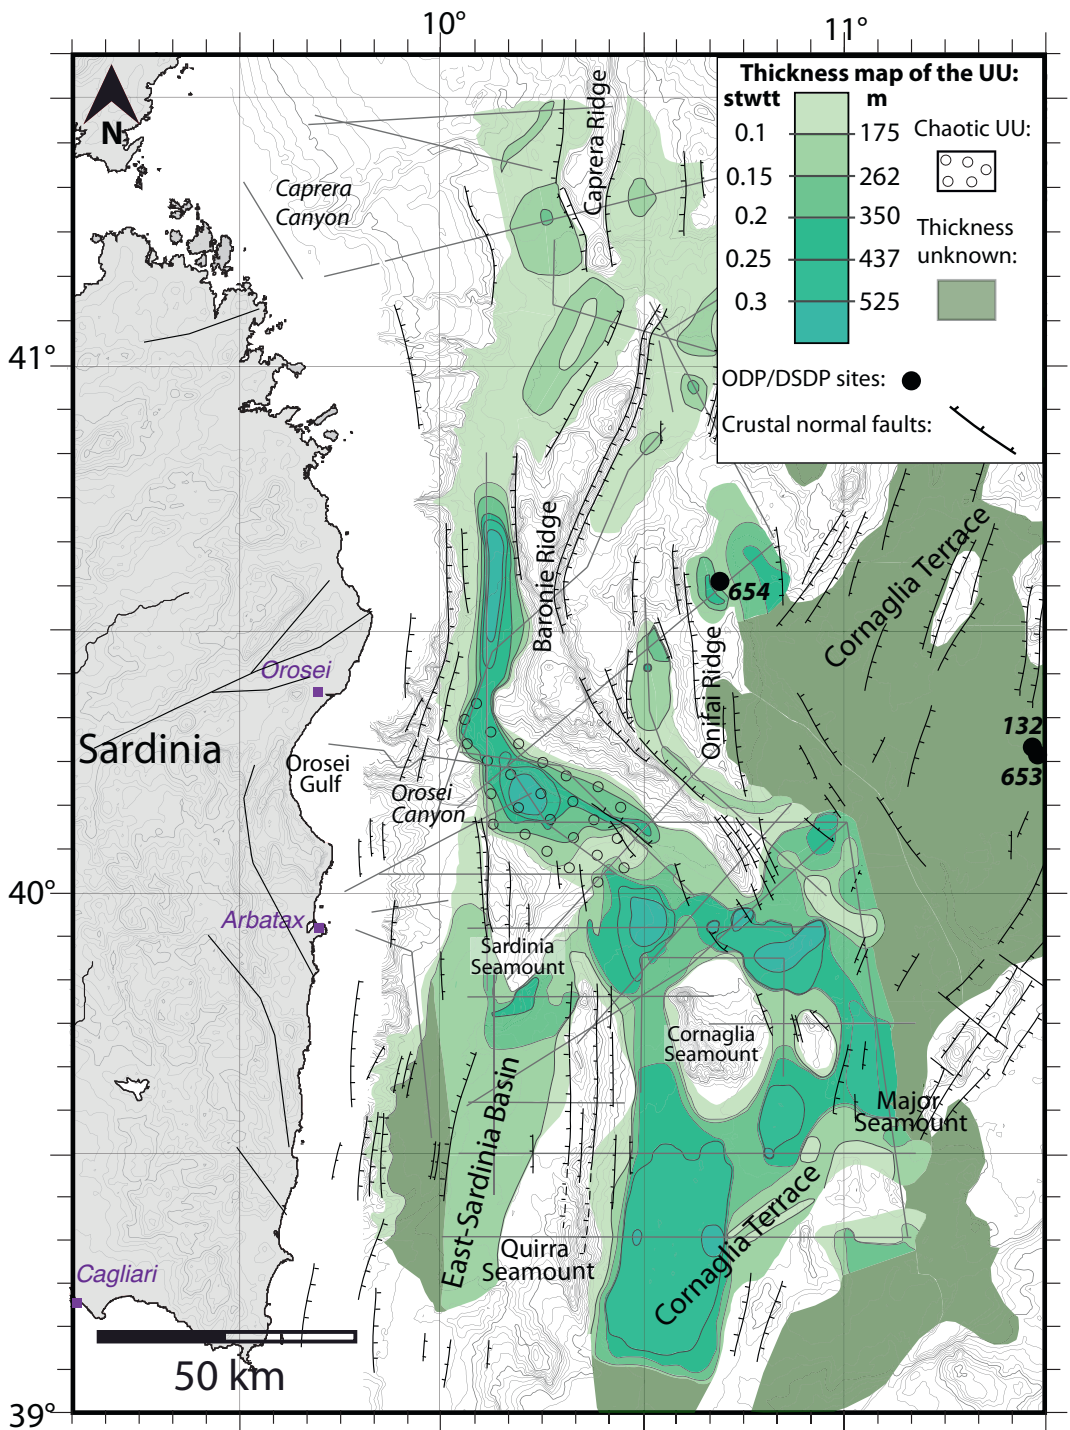 10°
11°
N
Thickness map of the UU:
stwtt
m
0.1
175
0.15
262
0.2
350
0.25
437
0.3
525
Chaotic UU:
Thickness
unknown:
ODP/DSDP sites:
Crustal normal faults:
Caprera
Canyon
Caprera Ridge
41°
Baronie Ridge
654
Cornaglia Terrace
Orosei
Onifai Ridge
Sardinia
Orosei
Gulf
132
653
Orosei
Canyon
40°
Arbatax
Sardinia
Seamount
Cornaglia
Seamount
Major
Seamount
East-Sardinia Basin
Quirra
Seamount
Cornaglia Terrace
Cagliari
50 km
39°